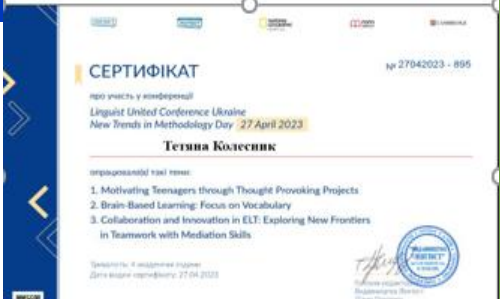 NATIONAL GEOGRAPHIC
СЕРТИФІКАТ
№ 27042023 - 895
про участь у конференції
Linguist United Conference Ukraine
New Trends in Methodology Day 27 April 2023
Тетяна Колесник
опрацювала(в) такі теми:
1. Motivating Teenagers through Thought Provoking Projects
2. Brain-Based Learning: Focus on Vocabulary
3. Collaboration and Innovation in ELT: Exploring New Frontiers
in Teamwork with Mediation Skills
Тривалість: 4 академічні години
Дата видачі сертифікату: 27.04.2023